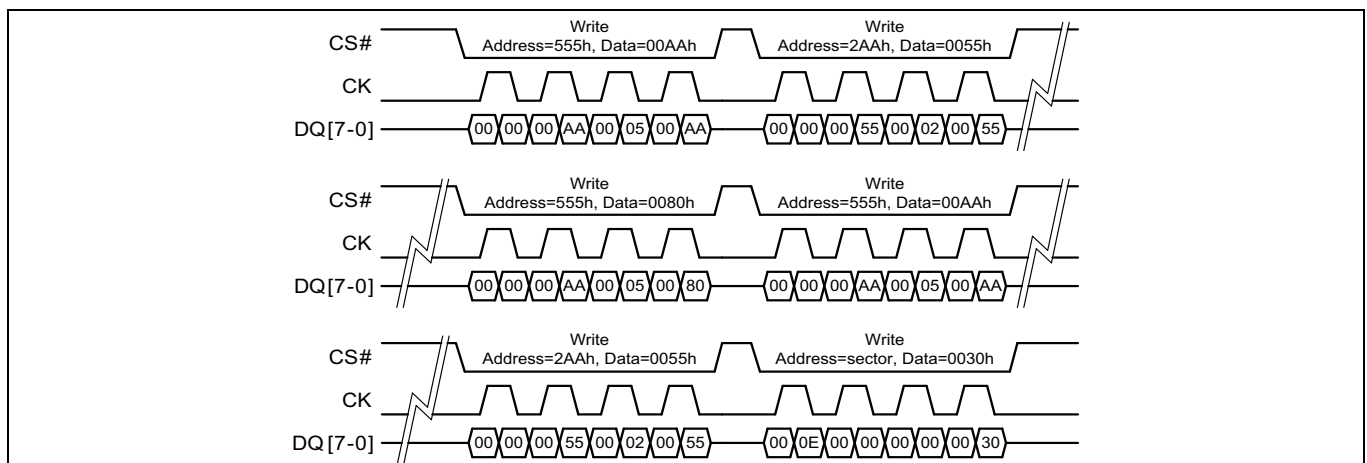 Write Write
CS# Address=555h, Data=00AAh Address=2AAh, Data=0055h
CK
DQ[7-0] 00 00 00 AA 00 05 00 AA 00 00 00 55 00 02 00 55
Write Write
CS# Address=555h, Data=0080h Address=555h, Data=00AAh
CK
DQ[7-0] 00 00 00 AA 00 05 00 80 00 00 00 AA 00 05 00 AA
Write Write
CS# Address=2AAh, Data=0055h Address=sector, Data=0030h
CK
DQ[7-0] 00 00 00 55 00 02 00 55 00 0E 00 00 00 00 00 30